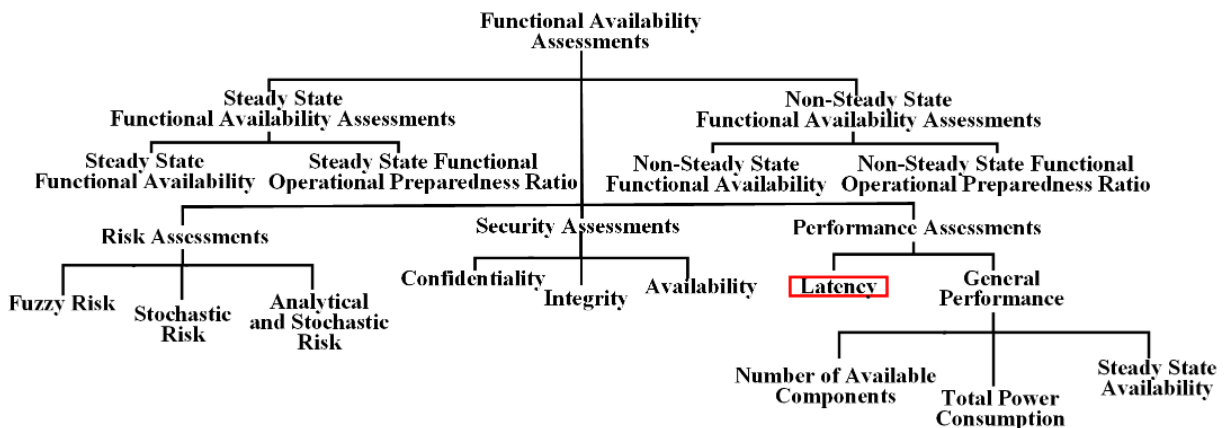 Functional Availability
Assessments
Steady State
Functional Availability Assessments
Non-Steady State
Functional Availability Assessments
Steady State
Functional Availability
Steady State Functional
Operational Preparedness Ratio
Non-Steady State
Functional Availability
Non-Steady State Functional
Operational Preparedness Ratio
Risk Assessments
Security Assessments
Performance Assessments
Fuzzy Risk
Stochastic
Risk
Analytical
and Stochastic
Risk
Confidentiality
Integrity
Availability
Latency
General
Performance
Number of Available
Components
Total Power
Consumption
Steady State
Availability